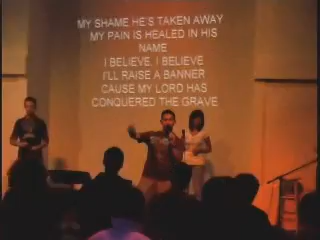 MY SHAME HE'S TAKEN AWAY
MY PAIN IS HEALED IN HIS
NAME
I BELIEVE, I BELIEVE
I'LL RAISE A BANNER
CAUSE MY LORD HAS
CONQUERED THE GRAVE